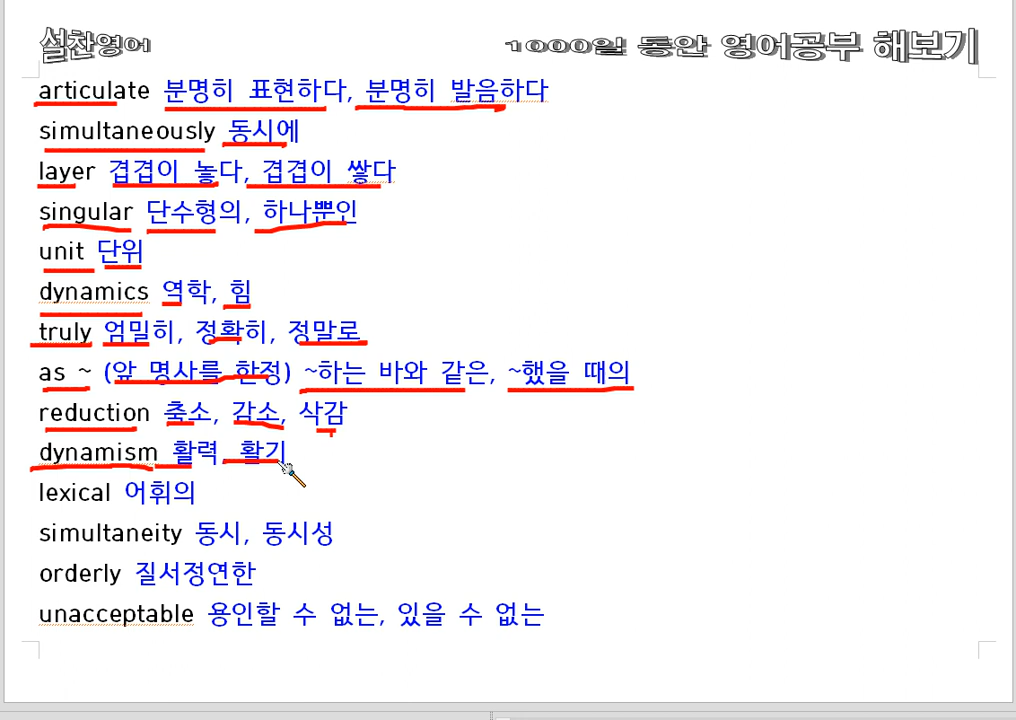 설찬영어 1000일 동안 영어공부 해보기
articulate 분명히 표현하다, 분명히 발음하다
simultaneously 동시에
layer 겹겹이 놓다, 겹겹이 쌓다
singular 단수형의, 하나뿐인
unit 단위
dynamics 역학, 힘
truly 엄밀히, 정확히, 정말로
as ~ (앞 명사를 한정) ~하는 바와 같은, ~했을 때의
reduction 축소, 감소, 삭감
dynamism 활력, 활기
lexical 어휘의
simultaneity 동시, 동시성
orderly 질서정연한
unacceptable 용인할 수 없는, 있을 수 없는